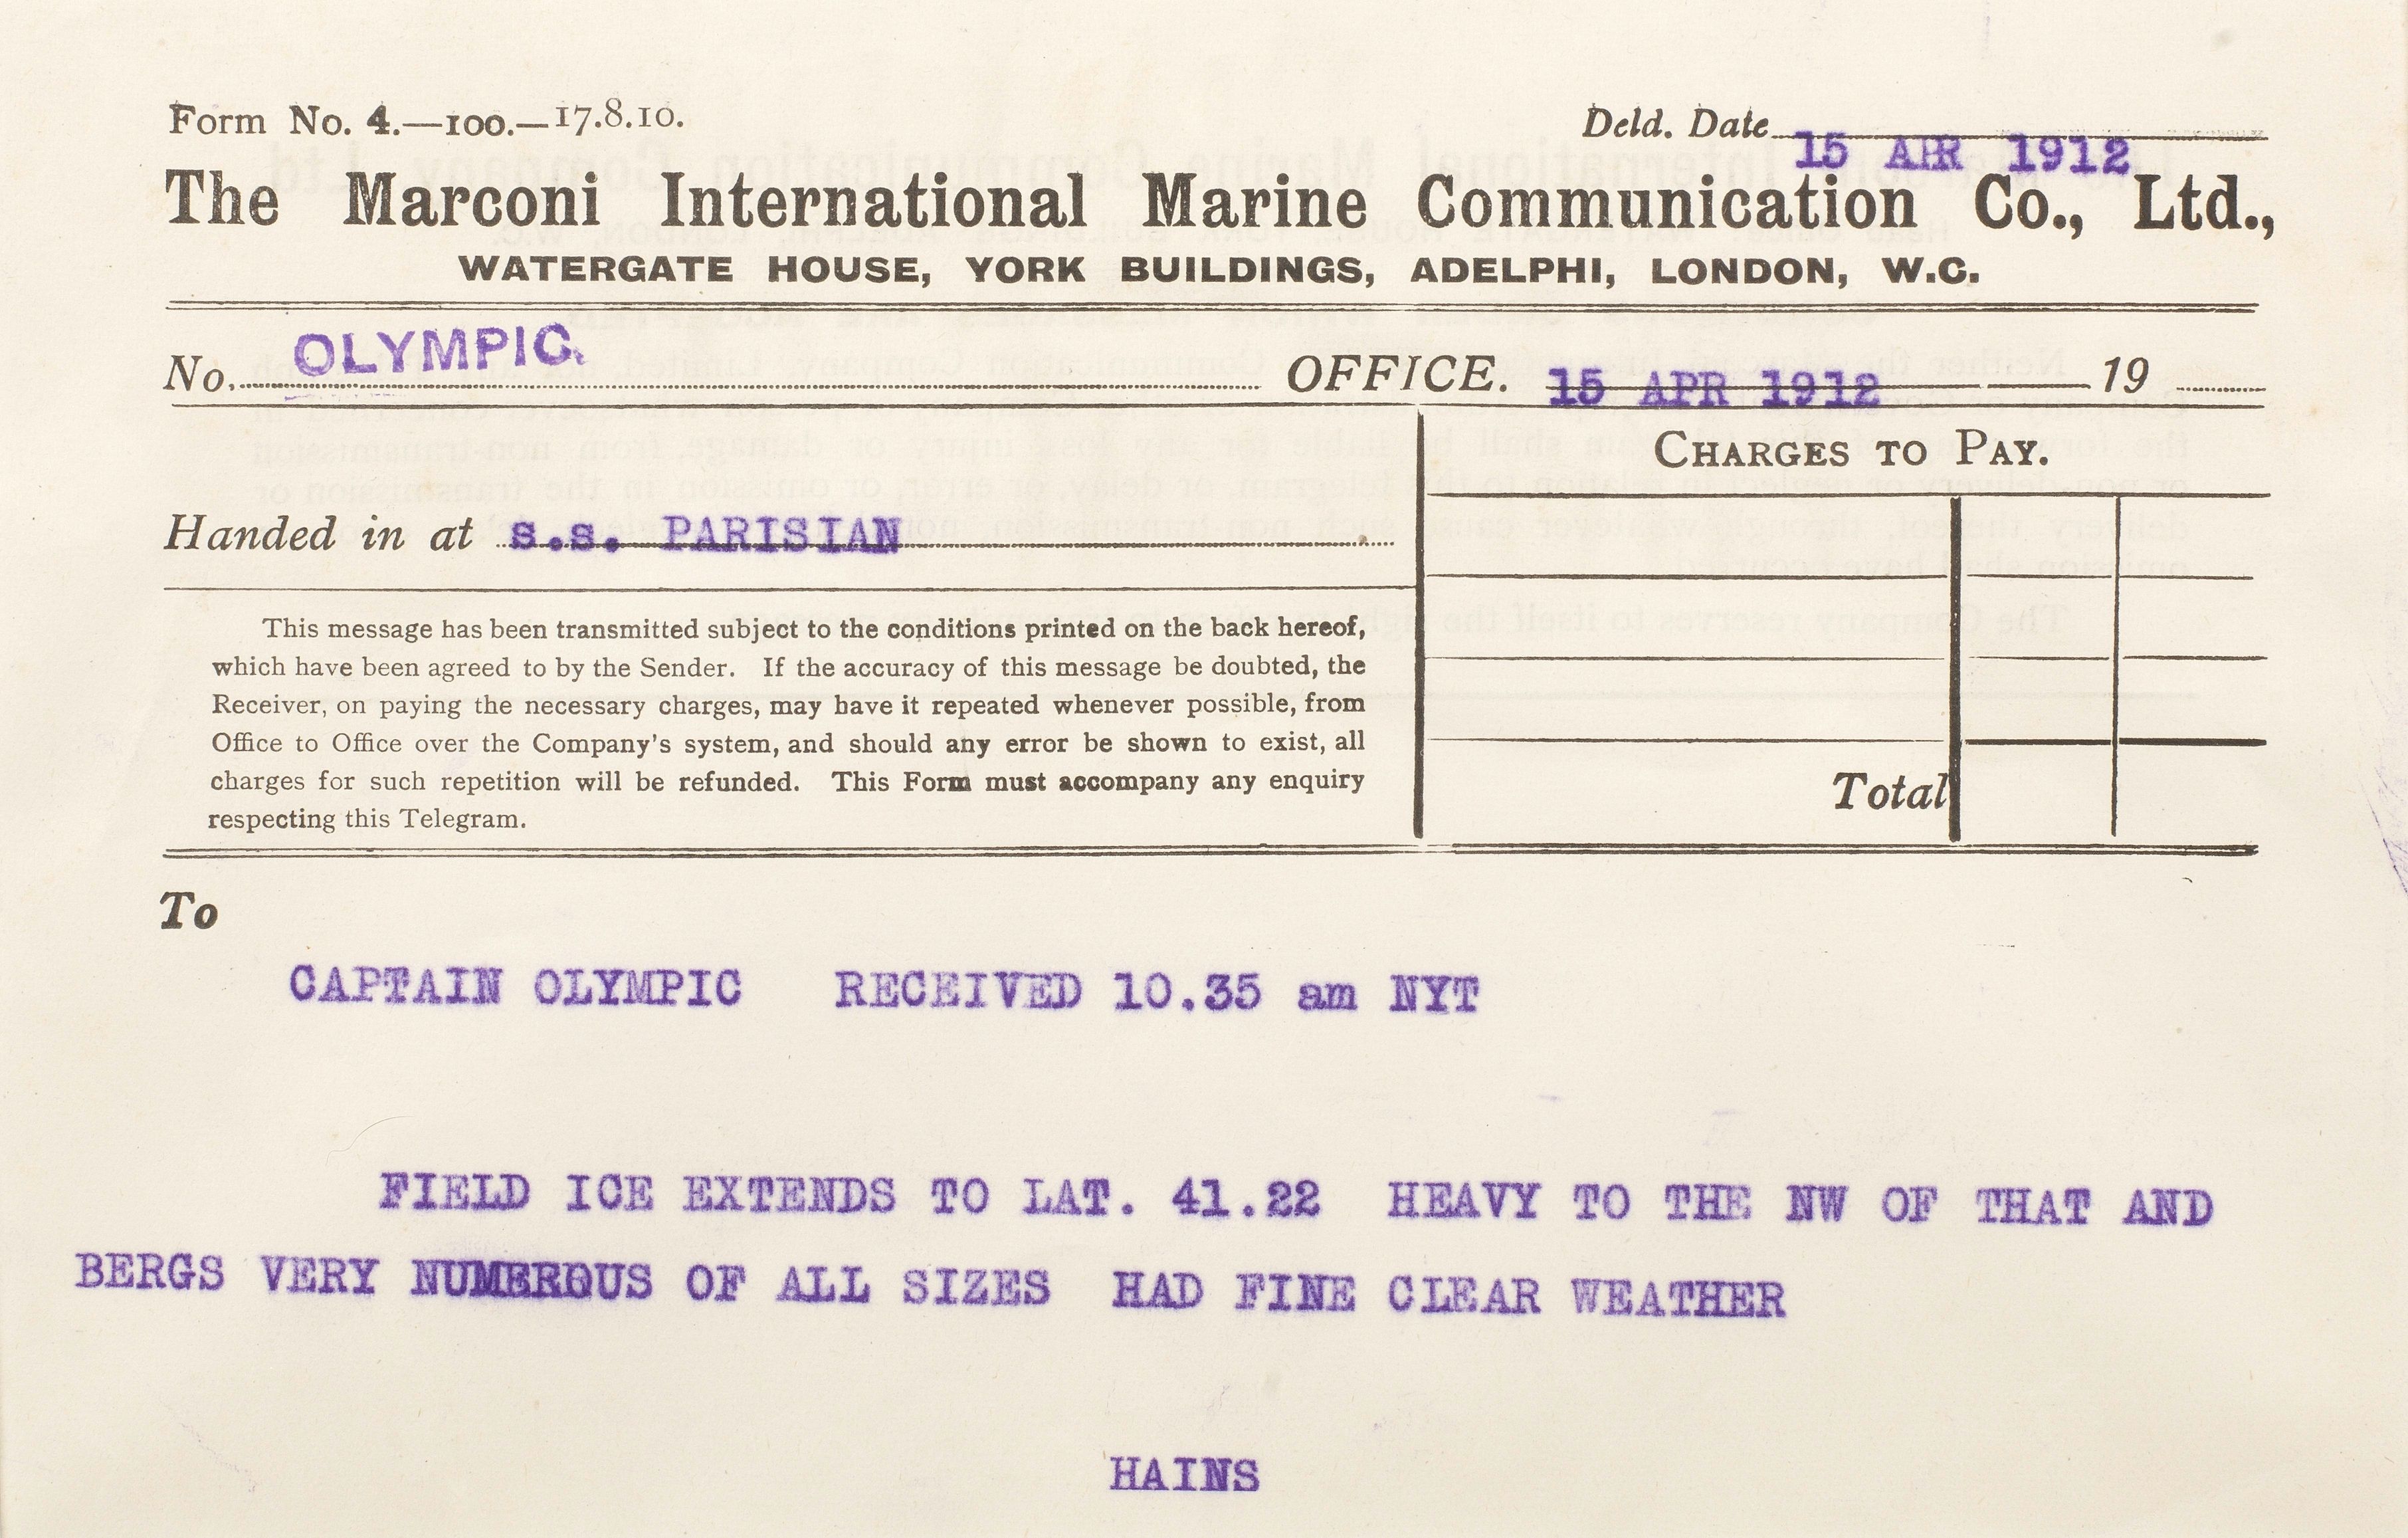 Form No. 4.—100.—17.8.10.
Deld. Date 15 APR 1912
The Marconi International Marine Communication Co., Ltd.,
WATERGATE HOUSE, YORK BUILDINGS, ADELPHI, LONDON, W.C.
No. OLYMPIC. OFFICE. 15 APR 1912 19
CHARGES TO PAY.
Handed in at s.s. PARISIAN
This message has been transmitted subject to the conditions printed on the back hereof,
which have been agreed to by the Sender. If the accuracy of this message be doubted, the
Receiver, on paying the necessary charges, may have it repeated whenever possible, from
Office to Office over the Company's system, and should any error be shown to exist, all
charges for such repetition will be refunded. This Form must accompany any enquiry
respecting this Telegram.
Total
To
CAPTAIN OLYMPIC RECEIVED 10.35 am NYT
FIELD ICE EXTENDS TO LAT. 41.22 HEAVY TO THE NW OF THAT AND
BERGS VERY NUMEROUS OF ALL SIZES HAD FINE CLEAR WEATHER
HAINS